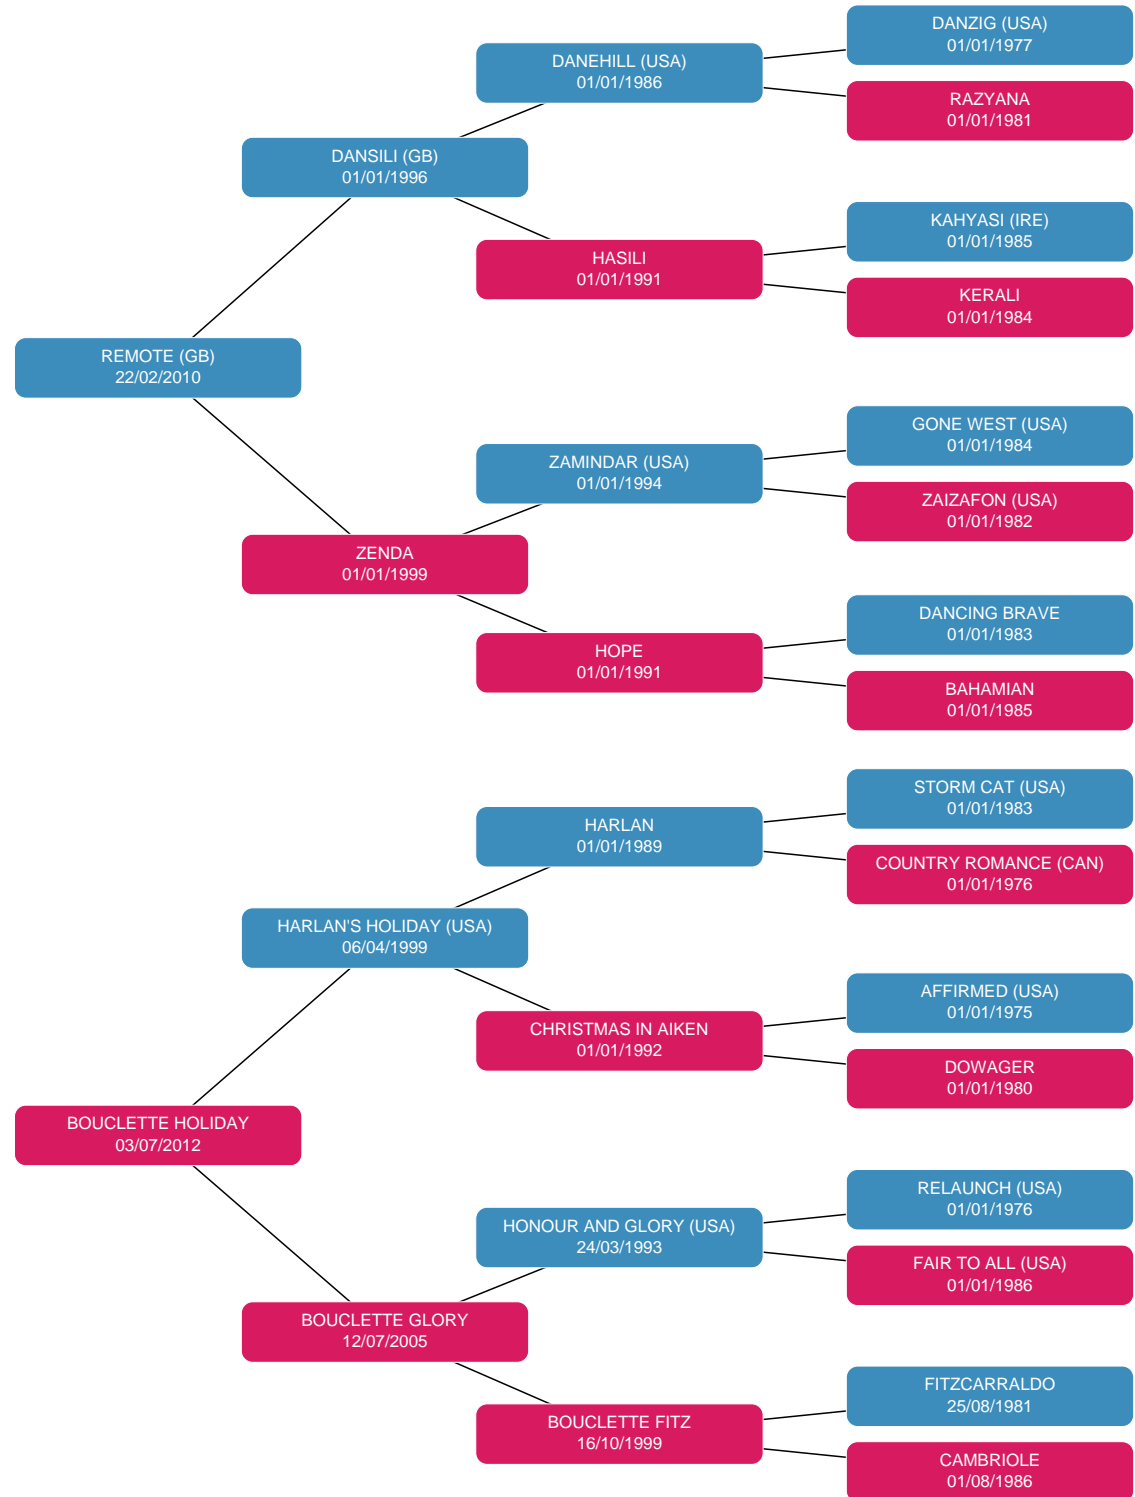 DANZIG (USA)
01/01/1977
DANEHILL (USA)
01/01/1986
RAZYANA
01/01/1981
DANSILI (GB)
01/01/1996
KAHYASI (IRE)
01/01/1985
HASILI
01/01/1991
KERALI
01/01/1984
REMOTE (GB)
22/02/2010
GONE WEST (USA)
01/01/1984
ZAMINDAR (USA)
01/01/1994
ZAIZAFON (USA)
01/01/1982
ZENDA
01/01/1999
DANCING BRAVE
01/01/1983
HOPE
01/01/1991
BAHAMIAN
01/01/1985
STORM CAT (USA)
01/01/1983
HARLAN
01/01/1989
COUNTRY ROMANCE (CAN)
01/01/1976
HARLAN'S HOLIDAY (USA)
06/04/1999
AFFIRMED (USA)
01/01/1975
CHRISTMAS IN AIKEN
01/01/1992
DOWAGER
01/01/1980
BOUCLETTE HOLIDAY
03/07/2012
RELAUNCH (USA)
01/01/1976
HONOUR AND GLORY (USA)
24/03/1993
FAIR TO ALL (USA)
01/01/1986
BOUCLETTE GLORY
12/07/2005
FITZCARRALDO
25/08/1981
BOUCLETTE FITZ
16/10/1999
CAMBRIOLE
01/08/1986